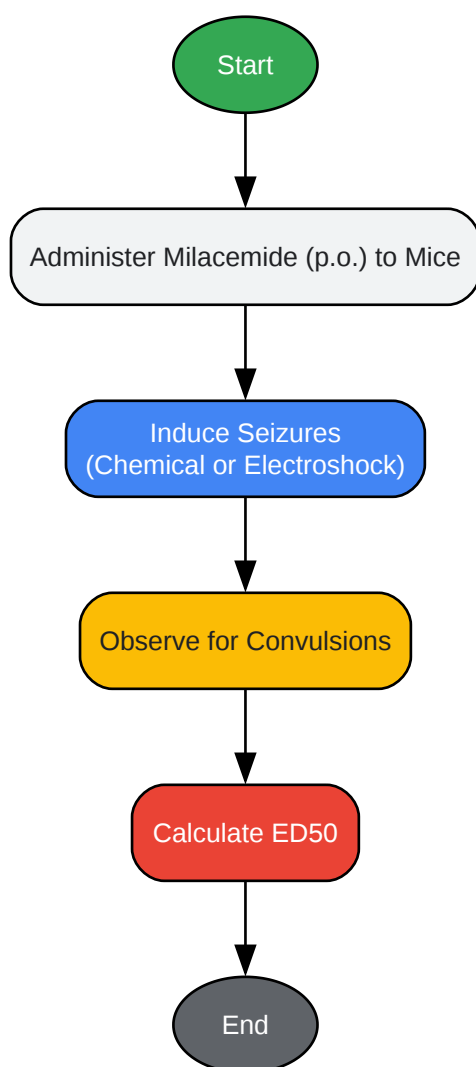 Start
Administer Milacemide (p.o.) to Mice
Induce Seizures
(Chemical or Electroshock)
Observe for Convulsions
Calculate ED50
End